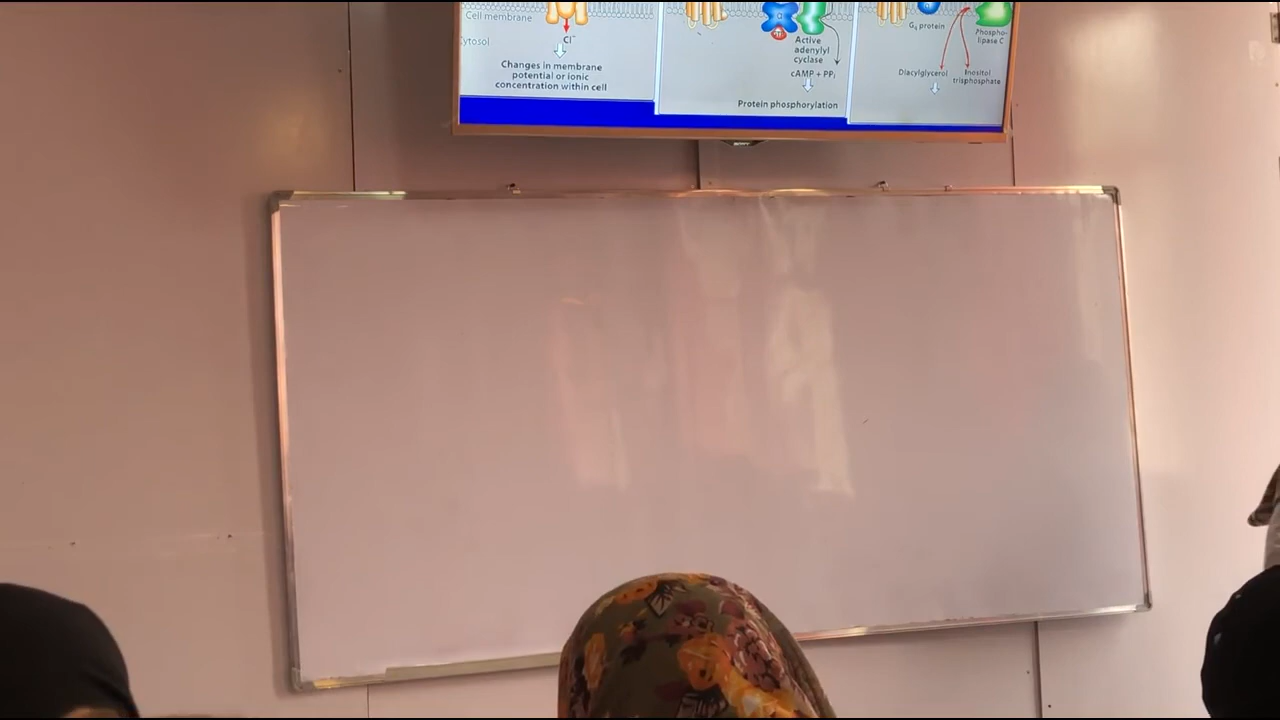 Cell membrane
Cytosol
Cl⁻
Changes in membrane
potential or ionic
concentration within cell
Active
adenylyl
cyclase
cAMP + PPᵢ
Protein phosphorylation
Gq protein
Phospho-
lipase C
Diacylglycerol
Inositol
trisphosphate